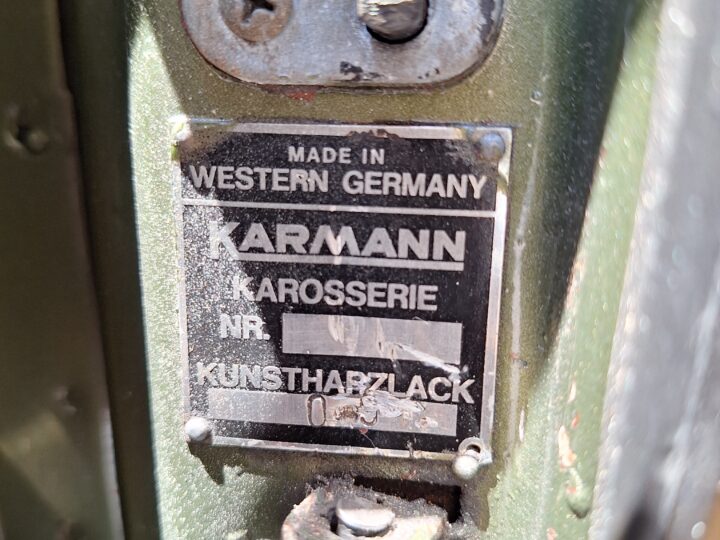 MADE IN
WESTERN GERMANY
KARMANN
KAROSSERIE
NR.
KUNSTHARZLACK